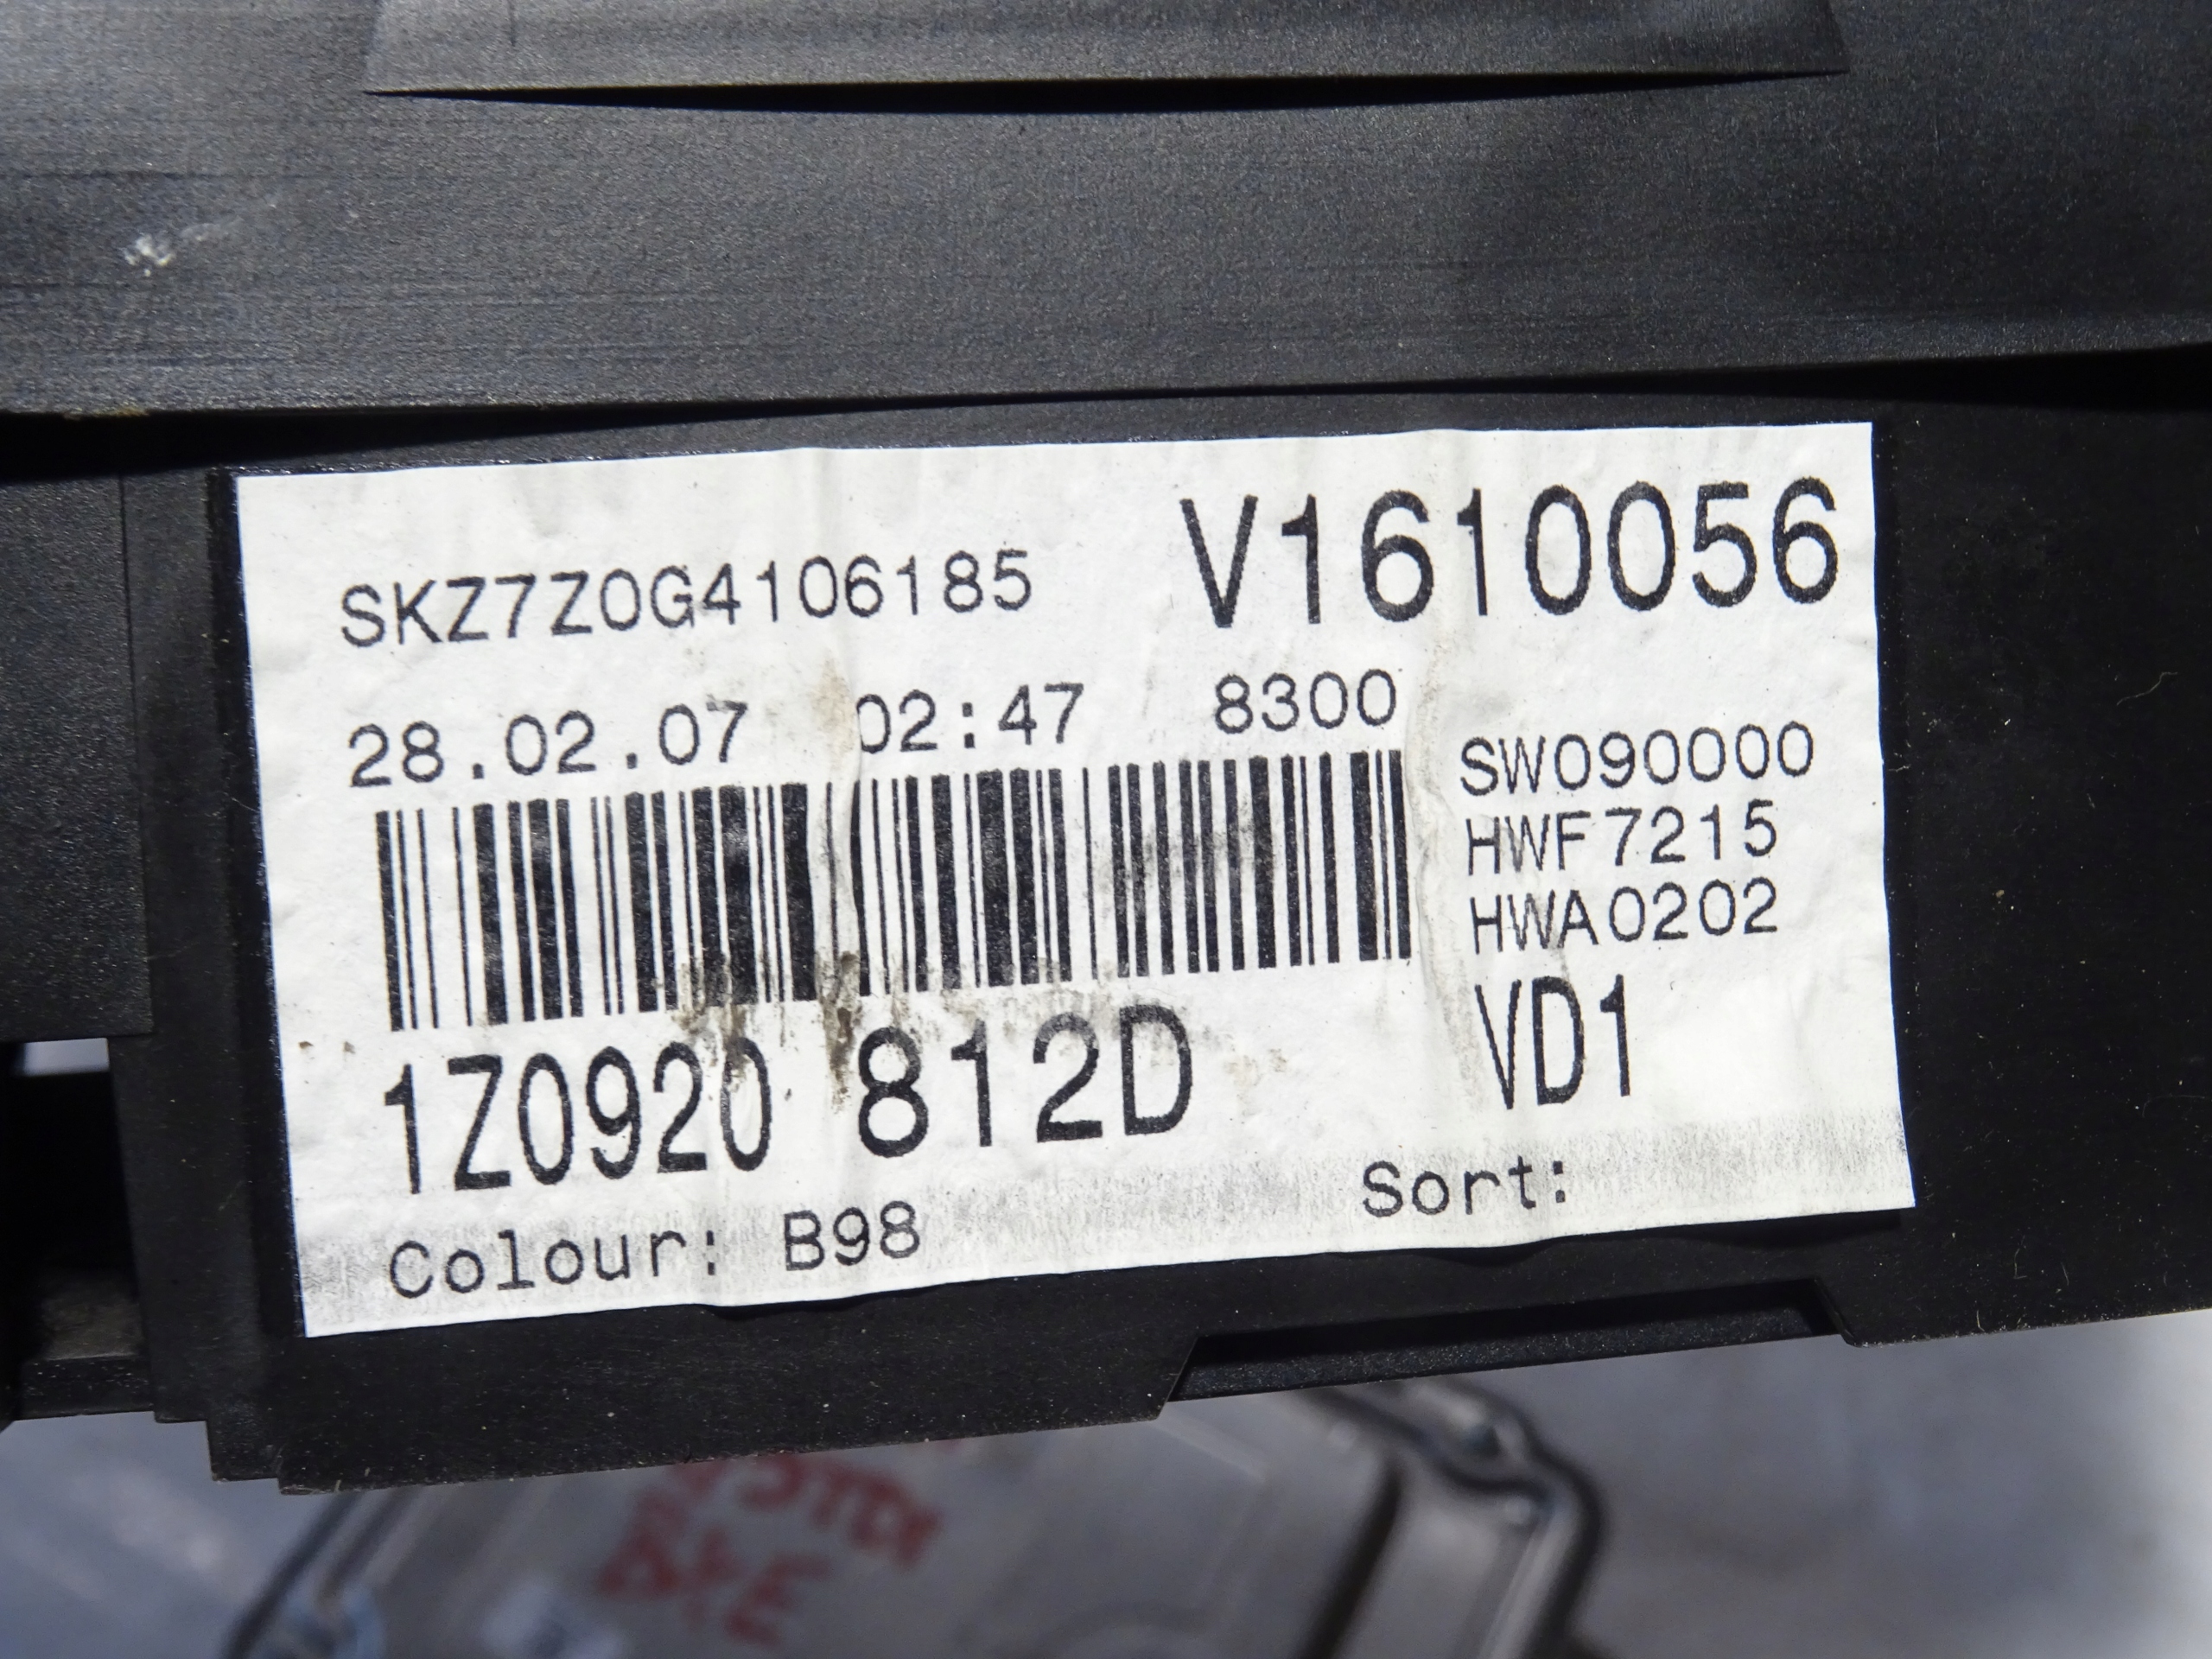 SKZ7Z0G4106185 V1610056
28.02.07 02:47 8300
SW090000
HWF7215
HWA0202
1Z0920 812D VD1
Colour: B98 Sort: